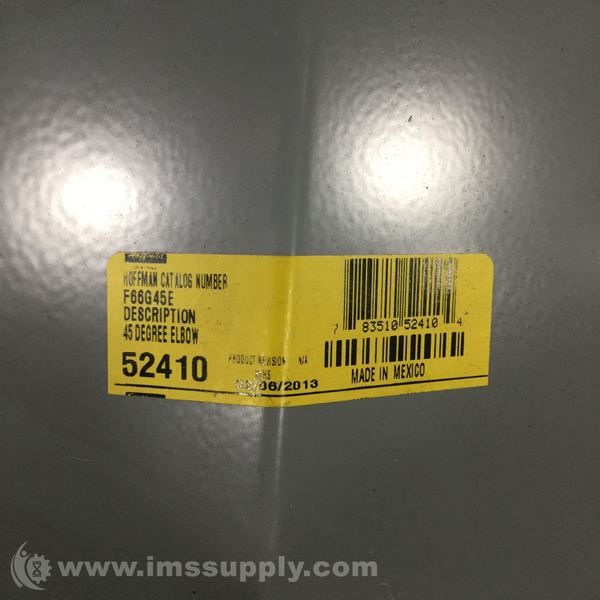 HOFFMAN CATALOG NUMBER
F66G45E
DESCRIPTION
45 DEGREE ELBOW
52410
PRODUCT REVISION N/A
/06/2013
7 83510 52410 4
MADE IN MEXICO
www.imssupply.com